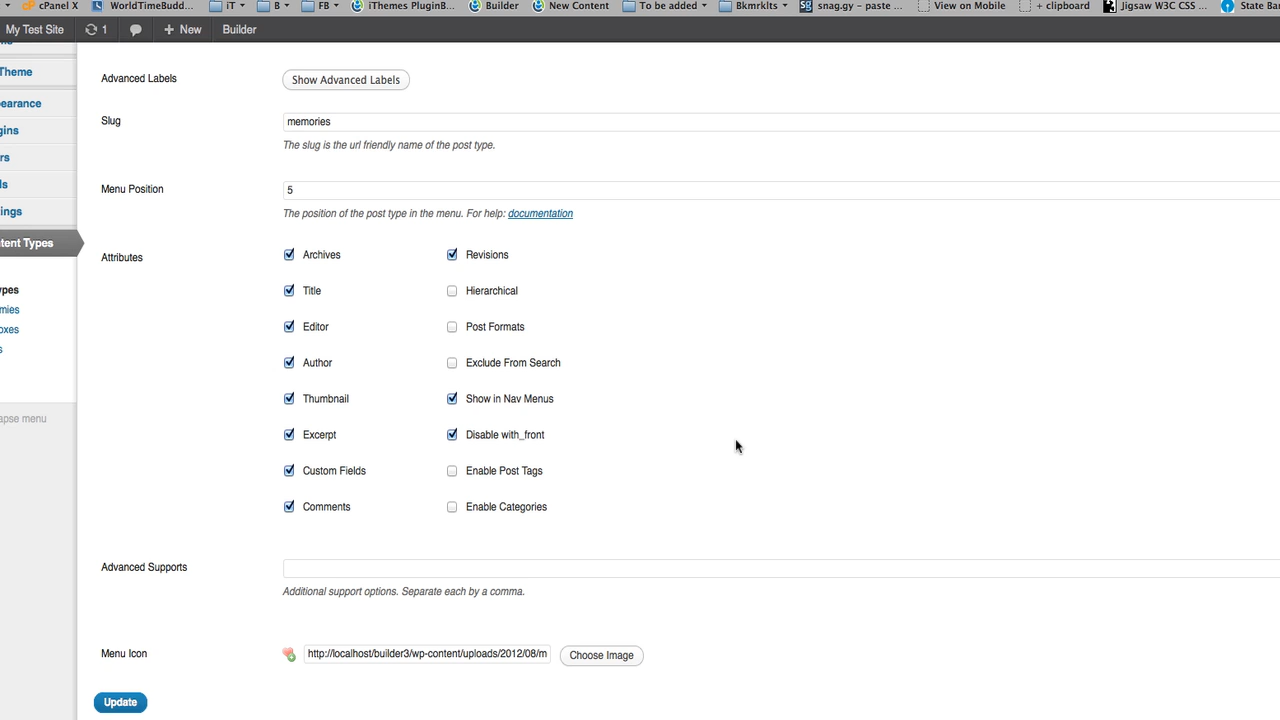 cPanel X WorldTimeBudd... iT B FB iThemes PluginB... Builder New Content To be added Bkmrklts snag.gy – paste ... View on Mobile + clipboard Jigsaw W3C CSS ... State Ba
My Test Site 1 + New Builder
Theme
earance
gins
rs
ls
ings
tent Types
ypes
mies
oxes
s
apse menu
Advanced Labels Show Advanced Labels
Slug memories
The slug is the url friendly name of the post type.
Menu Position 5
The position of the post type in the menu. For help: documentation
Attributes Archives Revisions
Title Hierarchical
Editor Post Formats
Author Exclude From Search
Thumbnail Show in Nav Menus
Excerpt Disable with_front
Custom Fields Enable Post Tags
Comments Enable Categories
Advanced Supports
Additional support options. Separate each by a comma.
Menu Icon http://localhost/builder3/wp-content/uploads/2012/08/m Choose Image
Update